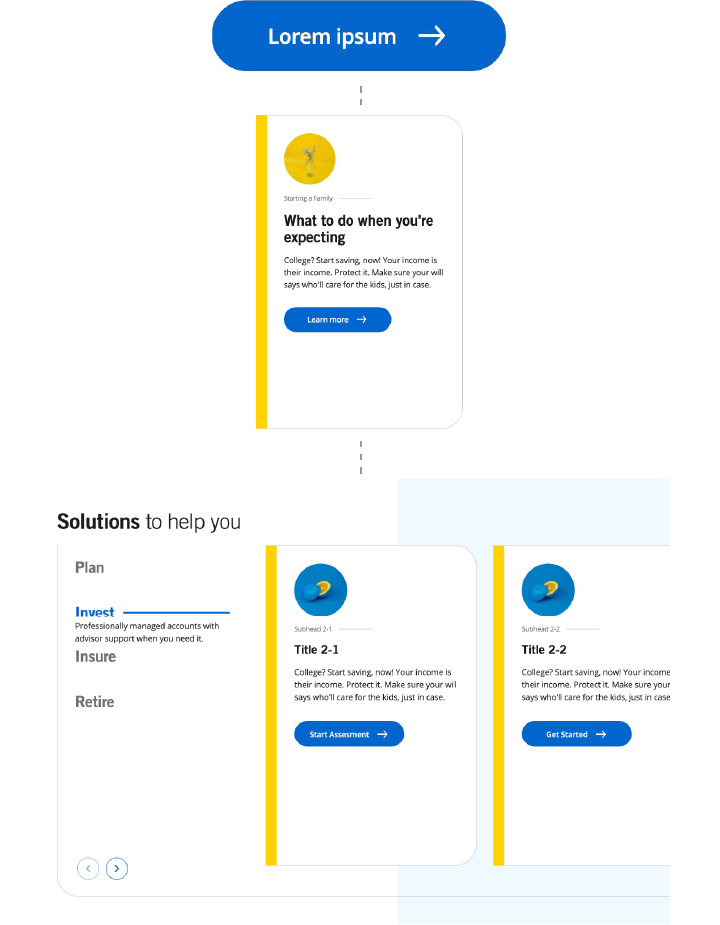 Lorem ipsum
Starting a Family
What to do when you're
expecting
College? Start saving, now! Your income is
their income. Protect it. Make sure your will
says who'll care for the kids, just in case.
Learn more
Solutions to help you
Plan
Invest
Professionally managed accounts with
advisor support when you need it.
Insure
Retire
Subhead 2-1
Title 2-1
College? Start saving, now! Your income is
their income. Protect it. Make sure your wil
says who'll care for the kids, just in case.
Start Assesment
Subhead 2-2
Title 2-2
College? Start saving, now! Your income
their income. Protect it. Make sure your
says who'll care for the kids, just in case
Get Started